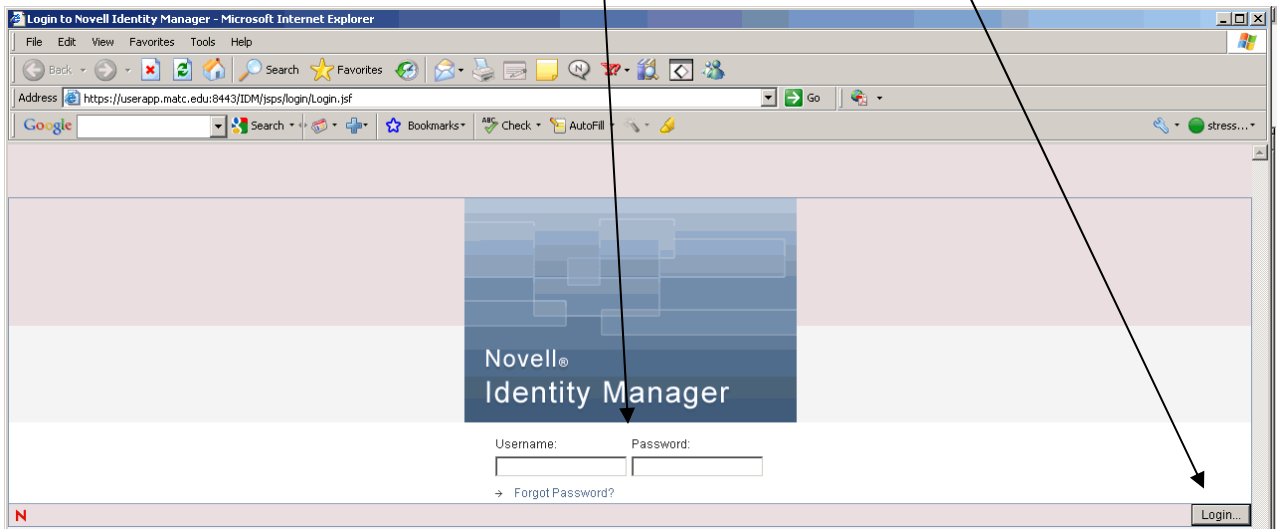 Login to Novell Identity Manager - Microsoft Internet Explorer
File Edit View Favorites Tools Help
Back Search Favorites
Address https://userapp.matc.edu:8443/IDM/jsps/login/Login.jsf Go
Google Search Bookmarks ABC Check AutoFill stress...
Novell®
Identity Manager
Username: Password:
→ Forgot Password?
N Login...